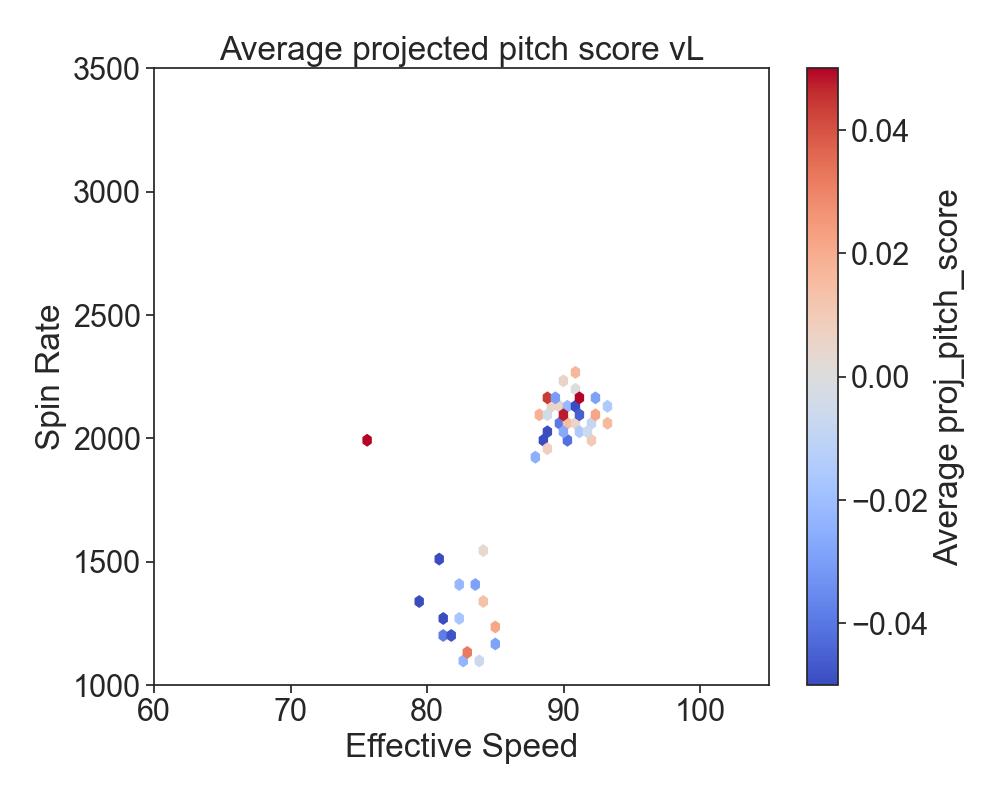 Average projected pitch score vL
3500
3000
2500
2000
1500
1000
Spin Rate
60 70 80 90 100
Effective Speed
0.04
0.02
0.00
−0.02
−0.04
Average proj_pitch_score